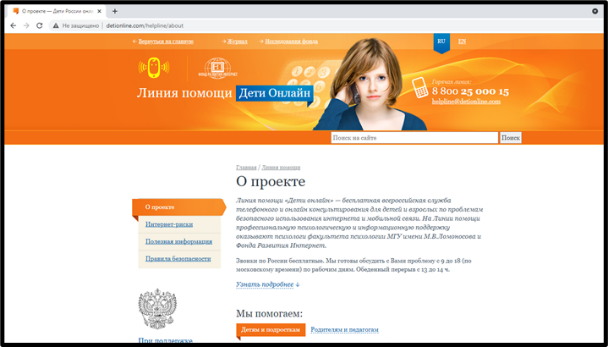 О проекте — Дети России онл
Не защищено | detionline.com/helpline/about
← Вернуться на главную
Журнал
Исследования фонда
RU
EN
Линия помощи Дети Онлайн
Горячая линия:
8 800 25 000 15
helpline@detionline.com
Поиск на сайте
Поиск
Главная / Линия помощи
О проекте
О проекте
Интернет-риски
Полезная информация
Правила безопасности
Линия помощи «Дети онлайн» — бесплатная всероссийская служба
телефонного и онлайн консультирования для детей и взрослых по проблемам
безопасного использования интернета и мобильной связи. На Линии помощи
профессиональную психологическую и информационную поддержку
оказывают психологи факультета психологии МГУ имени М.В.Ломоносова и
Фонда Развития Интернет.
Звонки по России бесплатные. Мы готовы обсудить с Вами проблему с 9 до 18 (по
московскому времени) по рабочим дням. Обеденный перерыв с 13 до 14 ч.
Узнать подробнее ↓
Мы помогаем:
Детям и подросткам
Родителям и педагогам
При поддержке